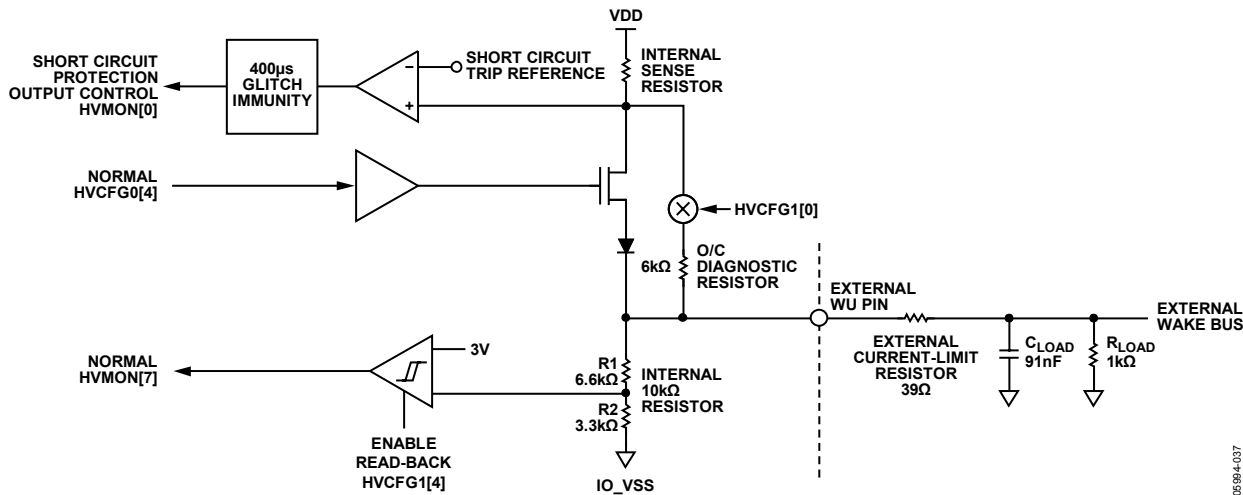 VDD
SHORT CIRCUIT
PROTECTION
OUTPUT CONTROL
HVMON[0]
400µs
GLITCH
IMMUNITY
–
+
SHORT CIRCUIT
TRIP REFERENCE
INTERNAL
SENSE
RESISTOR
NORMAL
HVCFG0[4]
HVCFG1[0]
6kΩ
O/C
DIAGNOSTIC
RESISTOR
EXTERNAL
WU PIN
EXTERNAL
WAKE BUS
EXTERNAL
CURRENT-LIMIT
RESISTOR
39Ω
CLOAD
91nF
RLOAD
1kΩ
NORMAL
HVMON[7]
3V
R1
6.6kΩ
INTERNAL
10kΩ
RESISTOR
R2
3.3kΩ
ENABLE
READ-BACK
HVCFG1[4]
IO_VSS
05994-037